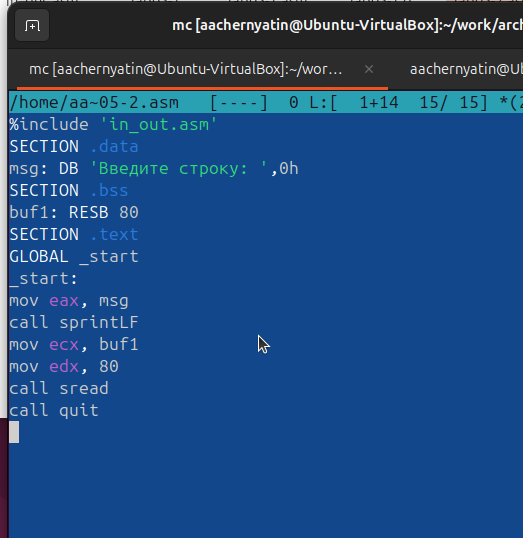 mc [aachernyatin@Ubuntu-VirtualBox]:~/work/arch
mc [aachernyatin@Ubuntu-VirtualBox]:~/wor… × aachernyatin@Ub
/home/aa~05-2.asm [----] 0 L:[ 1+14 15/ 15] *(2
%include 'in_out.asm'
SECTION .data
msg: DB 'Введите строку: ',0h
SECTION .bss
buf1: RESB 80
SECTION .text
GLOBAL _start
_start:
mov eax, msg
call sprintLF
mov ecx, buf1
mov edx, 80
call sread
call quit